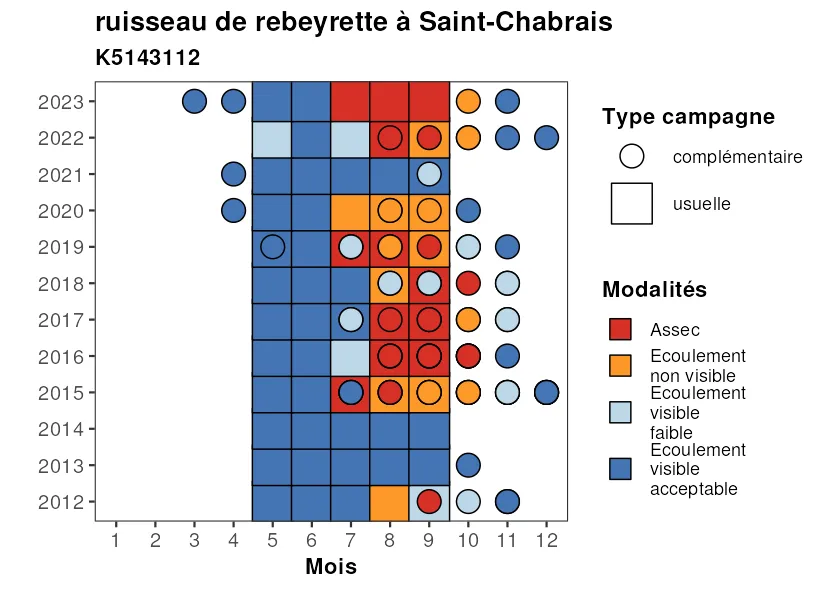 ruisseau de rebeyrette à Saint-Chabrais
K5143112
2023
2022
2021
2020
2019
2018
2017
2016
2015
2014
2013
2012
1 2 3 4 5 6 7 8 9 10 11 12
Mois
Type campagne
complémentaire
usuelle
Modalités
Assec
Ecoulement
non visible
Ecoulement
visible
faible
Ecoulement
visible
acceptable